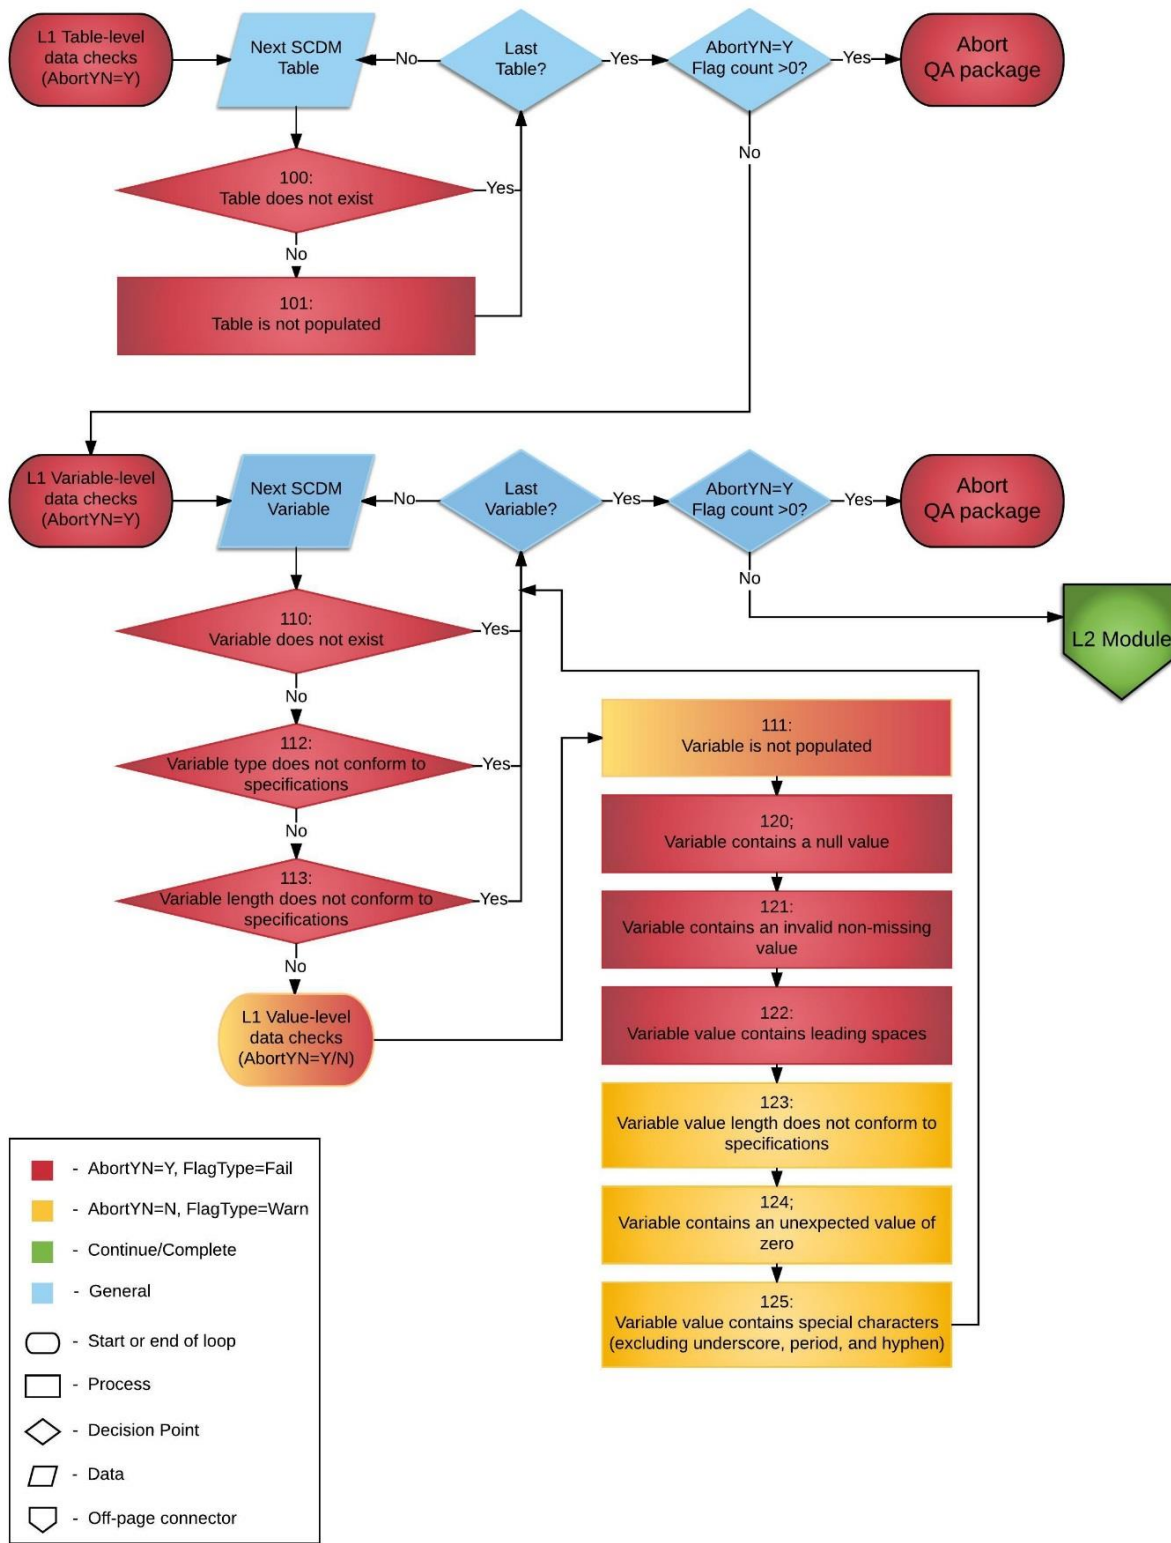 L1 Table-level
data checks
(AbortYN=Y)
Next SCDM
Table
No
Last
Table?
Yes
AbortYN=Y
Flag count >0?
Yes
Abort
QA package
No
100:
Table does not exist
Yes
No
101:
Table is not populated
L1 Variable-level
data checks
(AbortYN=Y)
Next SCDM
Variable
No
Last
Variable?
Yes
AbortYN=Y
Flag count >0?
Yes
Abort
QA package
No
L2 Module
110:
Variable does not exist
Yes
No
112:
Variable type does not conform to
specifications
Yes
No
113:
Variable length does not conform to
specifications
Yes
No
L1 Value-level
data checks
(AbortYN=Y/N)
111:
Variable is not populated
120;
Variable contains a null value
121:
Variable contains an invalid non-missing
value
122:
Variable value contains leading spaces
123:
Variable value length does not conform to
specifications
124;
Variable contains an unexpected value of
zero
125:
Variable value contains special characters
(excluding underscore, period, and hyphen)
- AbortYN=Y, FlagType=Fail
- AbortYN=N, FlagType=Warn
- Continue/Complete
- General
- Start or end of loop
- Process
- Decision Point
- Data
- Off-page connector